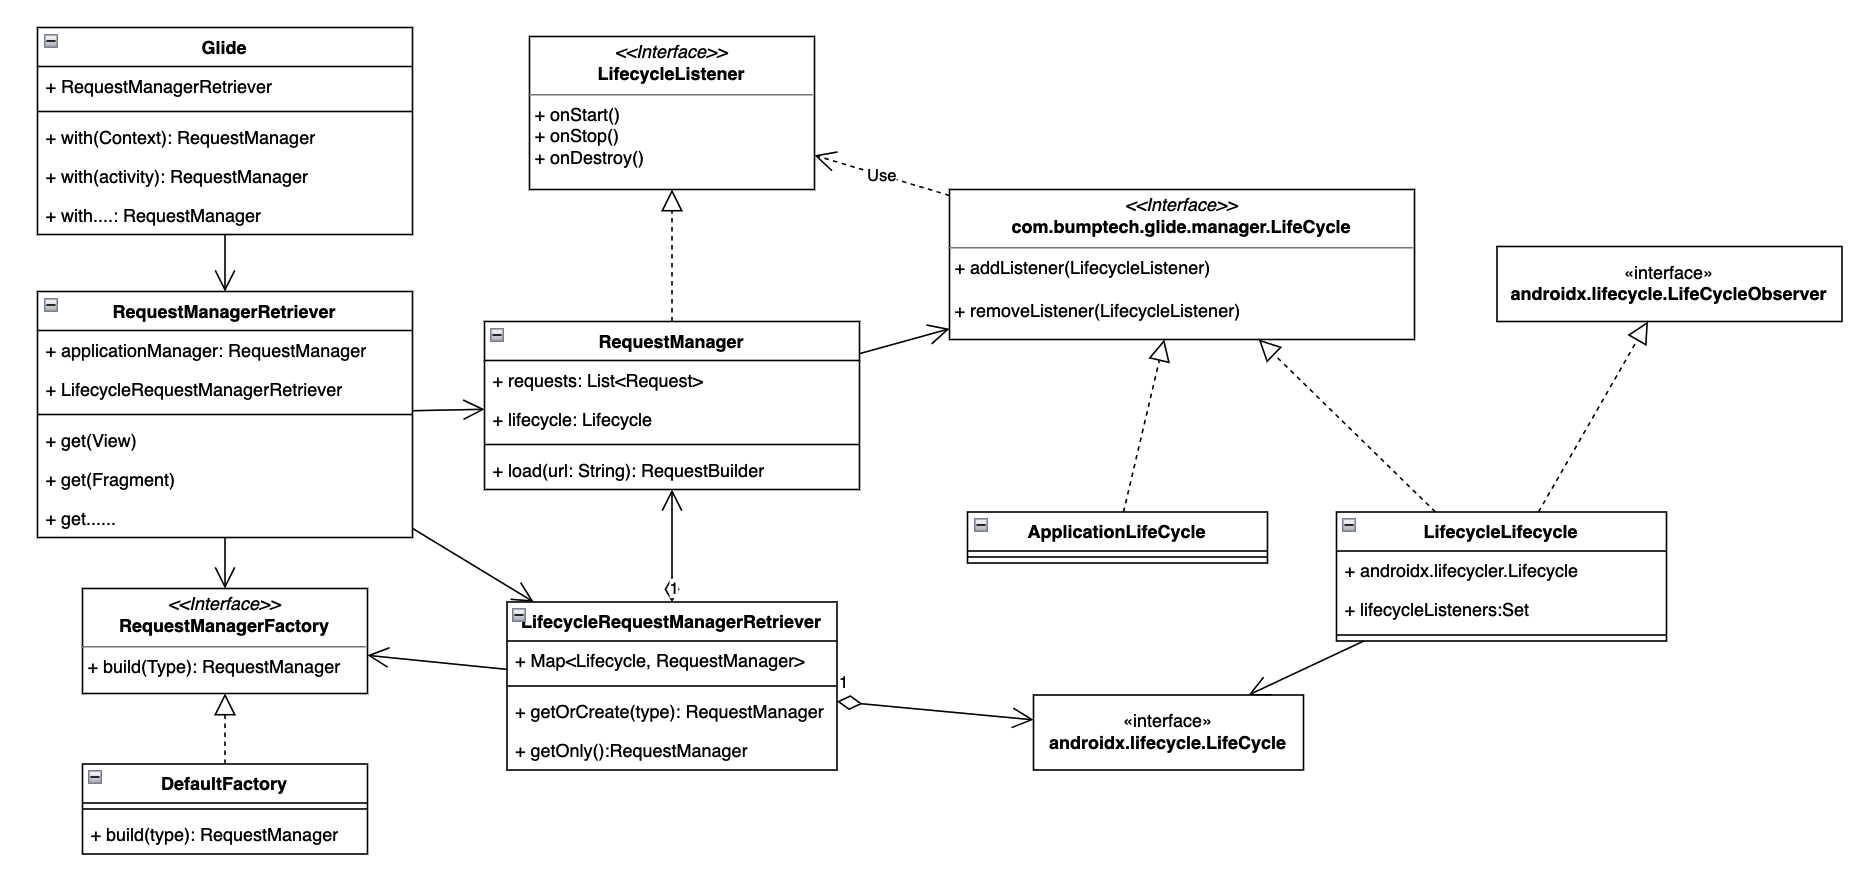 Glide
+ RequestManagerRetriever
+ with(Context): RequestManager
+ with(activity): RequestManager
+ with....: RequestManager
<<Interface>>
LifecycleListener
+ onStart()
+ onStop()
+ onDestroy()
Use
<<Interface>>
com.bumptech.glide.manager.LifeCycle
+ addListener(LifecycleListener)
+ removeListener(LifecycleListener)
«interface»
androidx.lifecycle.LifeCycleObserver
RequestManagerRetriever
+ applicationManager: RequestManager
+ LifecycleRequestManagerRetriever
+ get(View)
+ get(Fragment)
+ get......
RequestManager
+ requests: List<Request>
+ lifecycle: Lifecycle
+ load(url: String): RequestBuilder
ApplicationLifeCycle
LifecycleLifecycle
+ androidx.lifecycler.Lifecycle
+ lifecycleListeners:Set
<<Interface>>
RequestManagerFactory
+ build(Type): RequestManager
1
LifecycleRequestManagerRetriever
+ Map<Lifecycle, RequestManager>
+ getOrCreate(type): RequestManager
+ getOnly():RequestManager
1
«interface»
androidx.lifecycle.LifeCycle
DefaultFactory
+ build(type): RequestManager